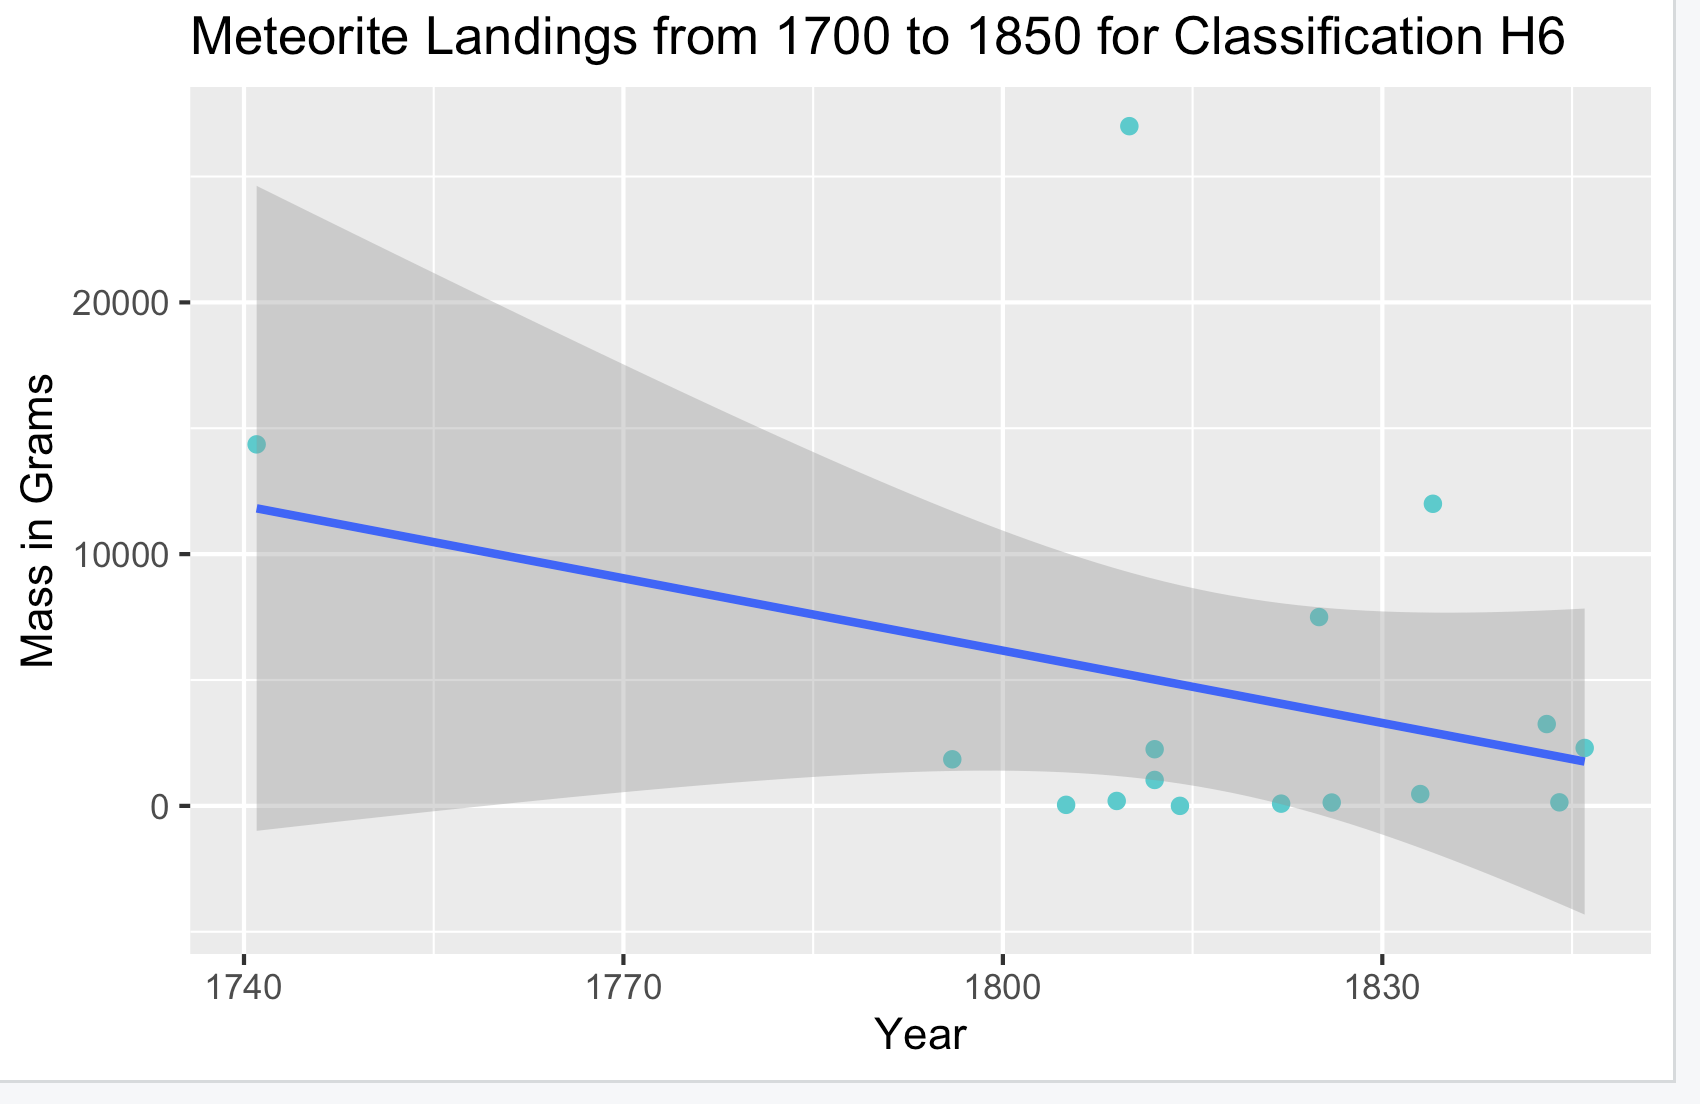 Meteorite Landings from 1700 to 1850 for Classification H6
Mass in Grams
20000
10000
0
1740 1770 1800 1830
Year